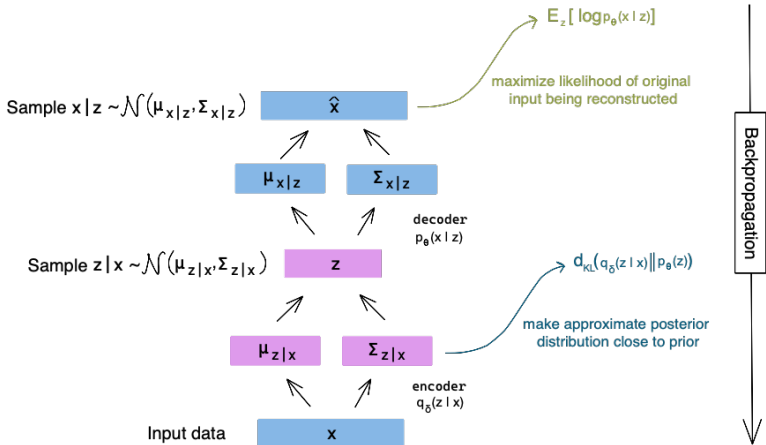 E_z [ log p_θ (x | z) ]
maximize likelihood of original
input being reconstructed
Sample x | z ~ 𝒩(μ_x|z, Σ_x|z)
x̂
μ_x|z
Σ_x|z
decoder
p_θ (x | z)
Sample z | x ~ 𝒩(μ_z|x, Σ_z|x)
z
d_KL( q_δ(z | x) ‖ p_θ(z))
make approximate posterior
distribution close to prior
μ_z|x
Σ_z|x
encoder
q_δ(z | x)
Input data
x
Backpropagation